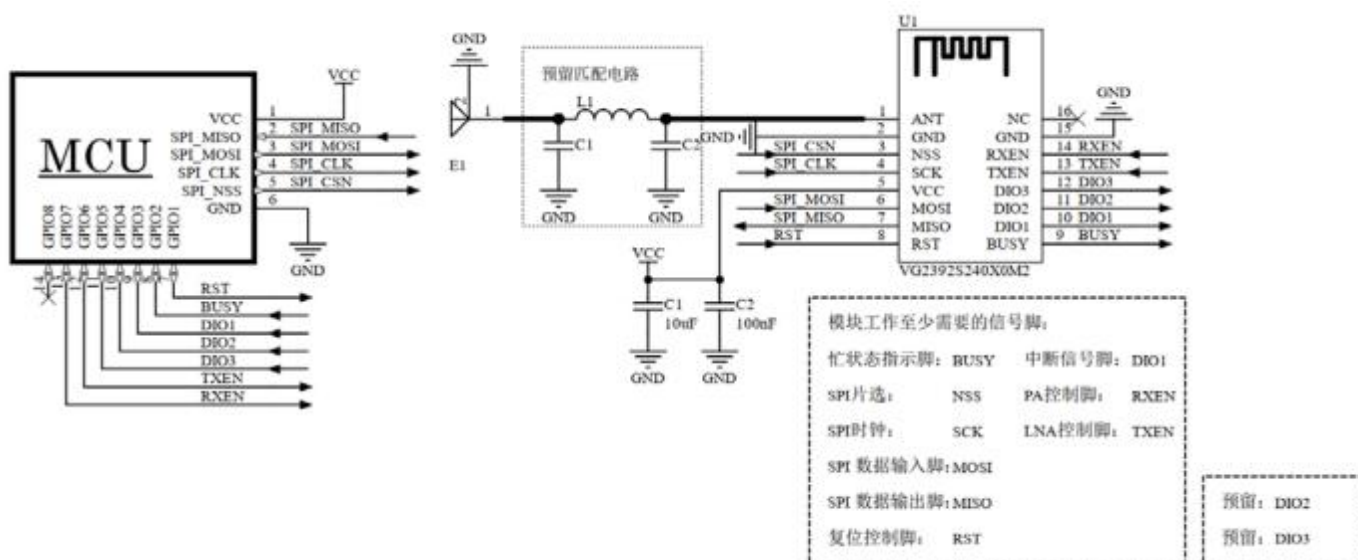 MCU
VCC
VCC 1
SPI_MISO 2 SPI_MISO
SPI_MOSI 3 SPI_MOSI
SPI_CLK 4 SPI_CLK
SPI_NSS 5 SPI_CSN
GND 6
GND
GPIO8
GPIO7
GPIO6
GPIO5
GPIO4
GPIO3
GPIO2
GPIO1
14
RST
BUSY
DIO1
DIO2
DIO3
TXEN
RXEN
GND
1
E1
预留匹配电路
L1
C1
C2
GND
GND
GND
SPI_CSN
SPI_CLK
SPI_MOSI
SPI_MISO
RST
VCC
C1
10uF
C2
100nF
GND
GND
U1
1 ANT NC 16
2 GND GND 15
3 NSS RXEN 14 RXEN
4 SCK TXEN 13 TXEN
5 VCC DIO3 12 DIO3
6 MOSI DIO2 11 DIO2
7 MISO DIO1 10 DIO1
8 RST BUSY 9 BUSY
GND
VG2392S240X0M2
模块工作至少需要的信号脚:
忙状态指示脚: BUSY 中断信号脚: DIO1
SPI片选: NSS PA控制脚: RXEN
SPI时钟: SCK LNA控制脚: TXEN
SPI 数据输入脚: MOSI
SPI 数据输出脚: MISO
复位控制脚: RST
预留: DIO2
预留: DIO3